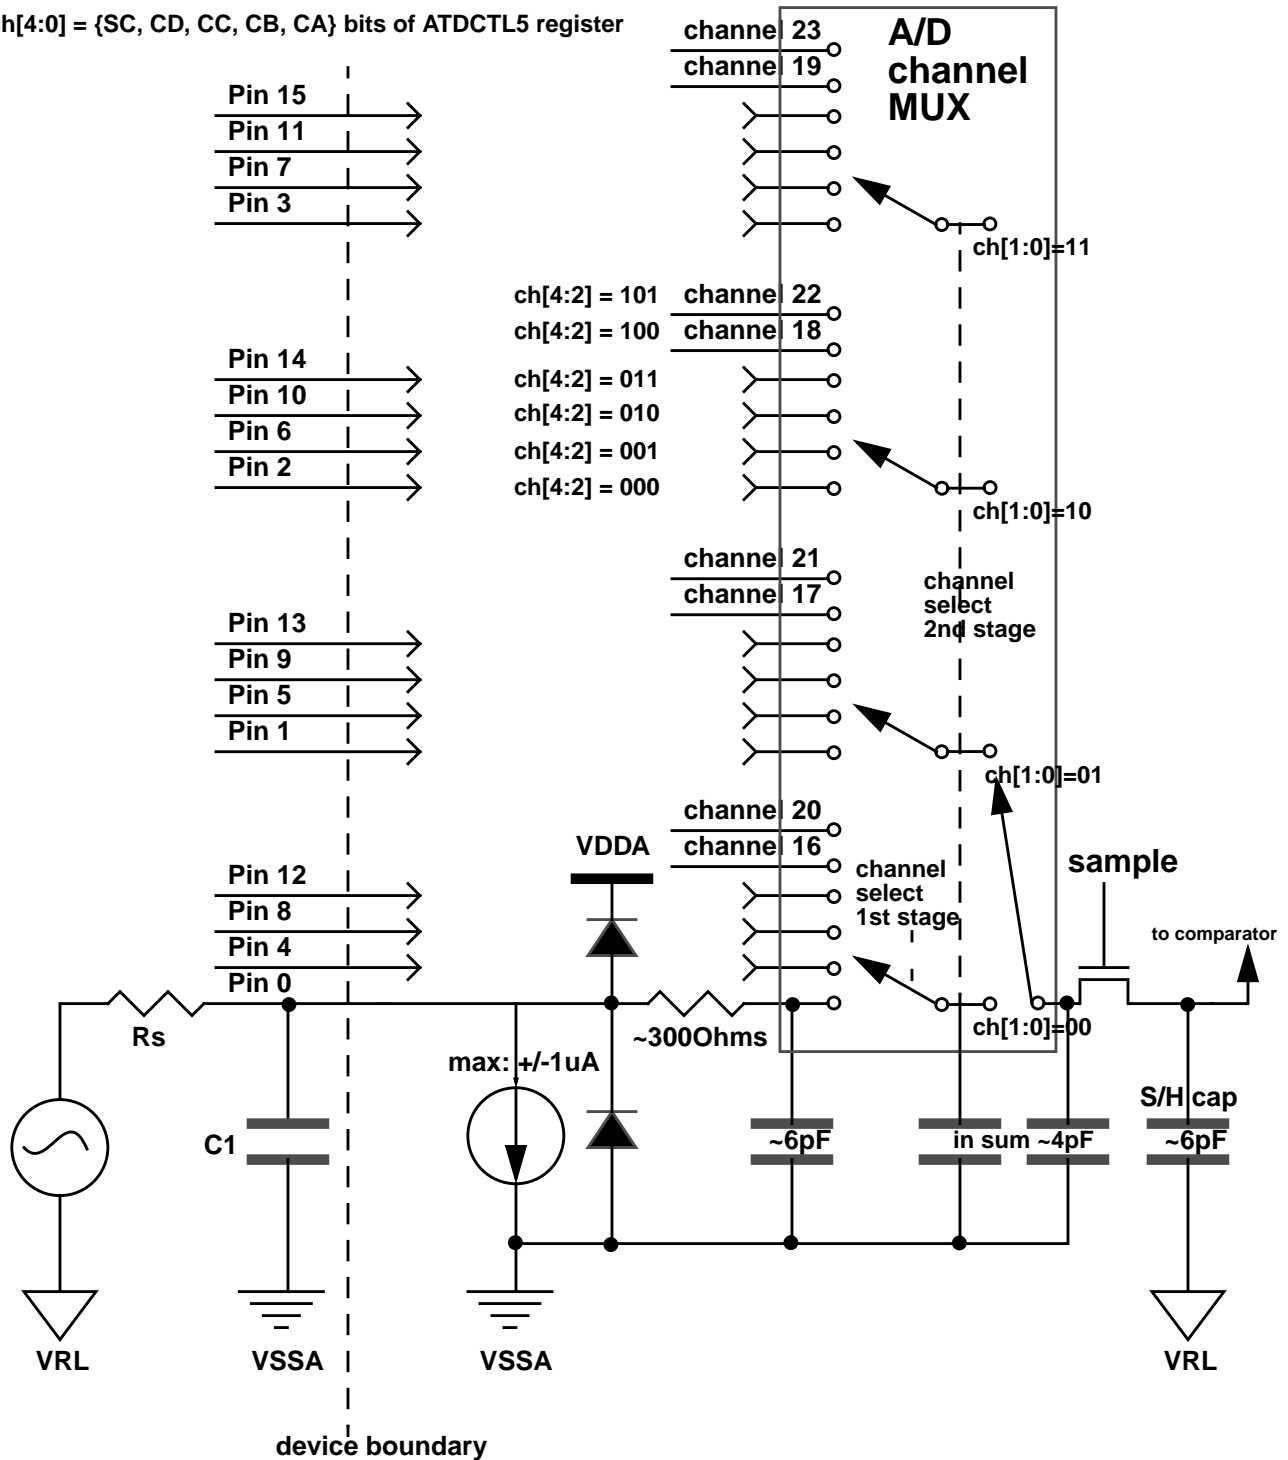 ch[4:0] = {SC, CD, CC, CB, CA} bits of ATDCTL5 register
A/D
channel
MUX
channel 23
channel 19
Pin 15
Pin 11
Pin 7
Pin 3
ch[1:0]=11
ch[4:2] = 101 channel 22
ch[4:2] = 100 channel 18
Pin 14
ch[4:2] = 011
Pin 10
ch[4:2] = 010
Pin 6
ch[4:2] = 001
Pin 2
ch[4:2] = 000
ch[1:0]=10
channel 21
channel 17
channel
select
2nd stage
Pin 13
Pin 9
Pin 5
Pin 1
ch[1:0]=01
channel 20
channel 16
VDDA
channel
select
1st stage
sample
to comparator
Pin 12
Pin 8
Pin 4
Pin 0
Rs
~300Ohms
ch[1:0]=00
max: +/-1uA
C1
~6pF
in sum ~4pF
S/H cap
~6pF
VRL
VSSA
VSSA
VRL
device boundary